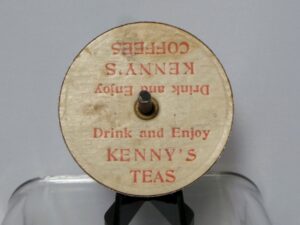 Drink and Enjoy
KENNY'S
COFFEES
Drink and Enjoy
KENNY'S
TEAS